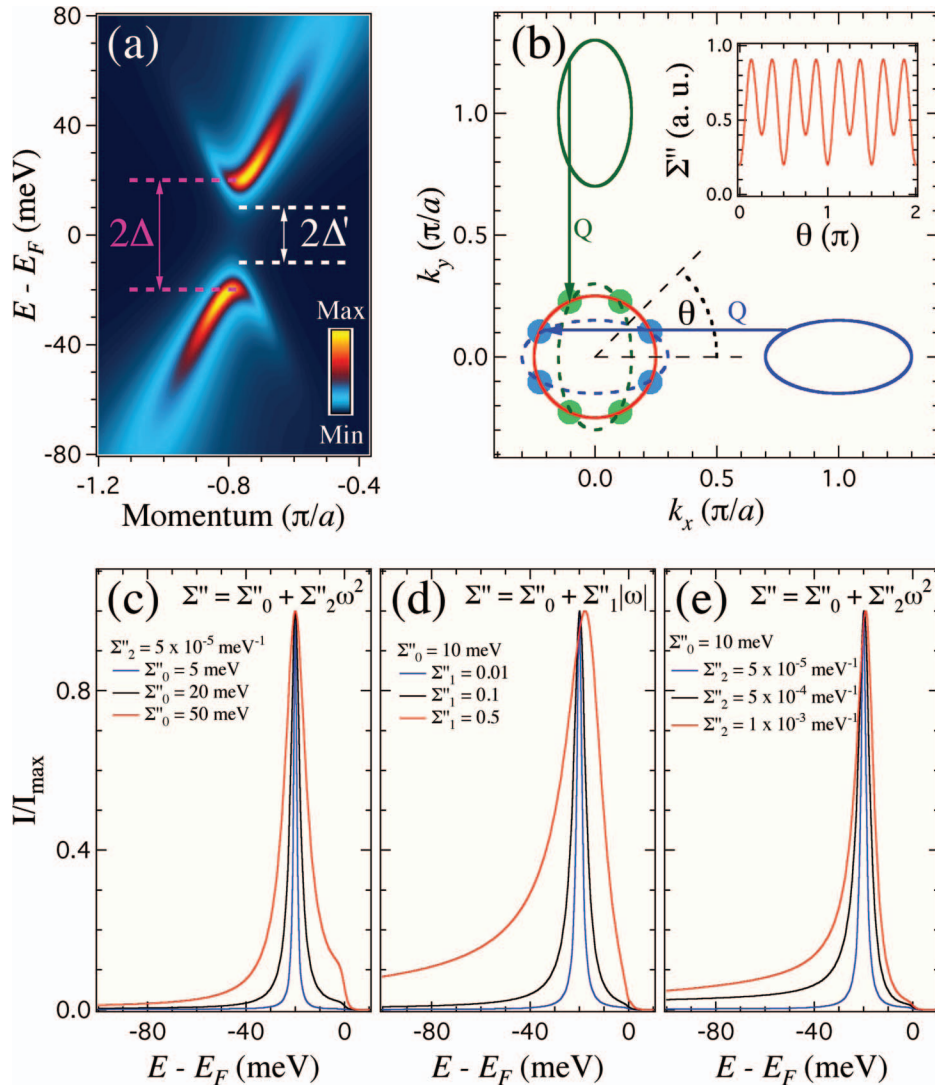 (a)
80
40
0
-40
-80
E - E_F (meV)
2Δ
2Δ'
Max
Min
-1.2
-0.8
-0.4
Momentum (π/a)
(b)
1.0
0.5
0.0
k_y (π/a)
Q
Q
θ
0.0
0.5
1.0
k_x (π/a)
Σ'' (a. u.)
1.0
0.5
0.0
0
1
2
θ (π)
(c)
Σ'' = Σ''_0 + Σ''_2ω^2
Σ''_2 = 5 x 10^-5 meV^-1
Σ''_0 = 5 meV
Σ''_0 = 20 meV
Σ''_0 = 50 meV
I/I_max
0.8
0.4
0.0
-80
-40
0
E - E_F (meV)
(d)
Σ'' = Σ''_0 + Σ''_1|ω|
Σ''_0 = 10 meV
Σ''_1 = 0.01
Σ''_1 = 0.1
Σ''_1 = 0.5
-80
-40
0
E - E_F (meV)
(e)
Σ'' = Σ''_0 + Σ''_2ω^2
Σ''_0 = 10 meV
Σ''_2 = 5 x 10^-5 meV^-1
Σ''_2 = 5 x 10^-4 meV^-1
Σ''_2 = 1 x 10^-3 meV^-1
-80
-40
0
E - E_F (meV)